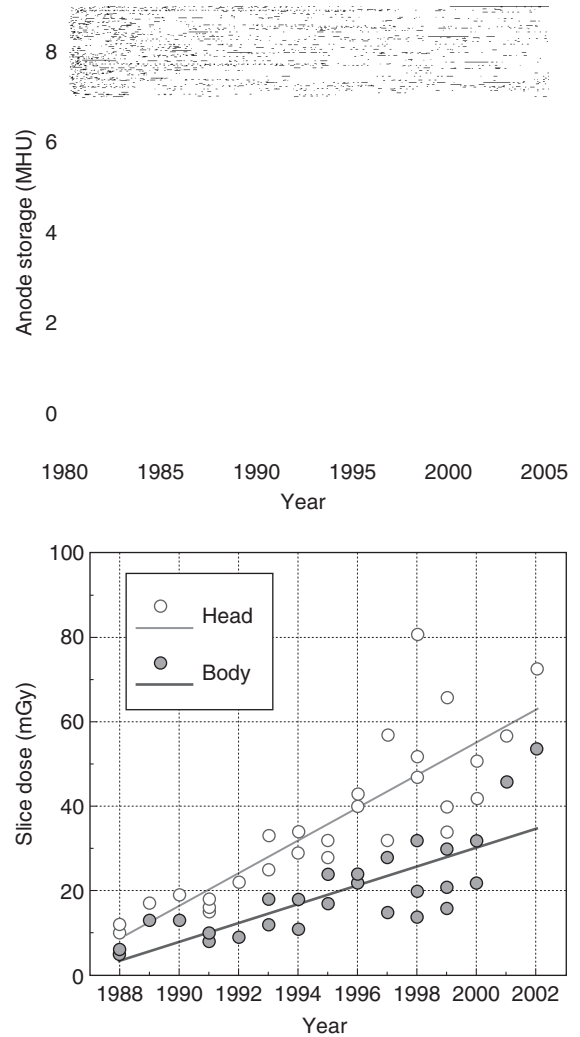 8
6
4
2
0
Anode storage (MHU)
1980 1985 1990 1995 2000 2005
Year
100
80
60
40
20
0
Slice dose (mGy)
Head
Body
1988 1990 1992 1994 1996 1998 2000 2002
Year